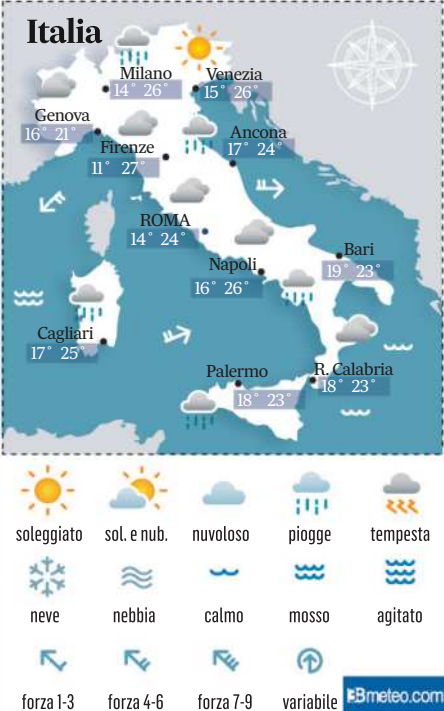 Italia
Milano
14° 26°
Venezia
15° 26°
Genova
16° 21°
Firenze
11° 27°
Ancona
17° 24°
ROMA
14° 24°
Napoli
16° 26°
Bari
19° 23°
Cagliari
17° 25°
Palermo
18° 23°
R. Calabria
18° 23°
soleggiato sol. e nub. nuvoloso piogge tempesta
neve nebbia calmo mosso agitato
forza 1-3 forza 4-6 forza 7-9 variabile
3Bmeteo.com